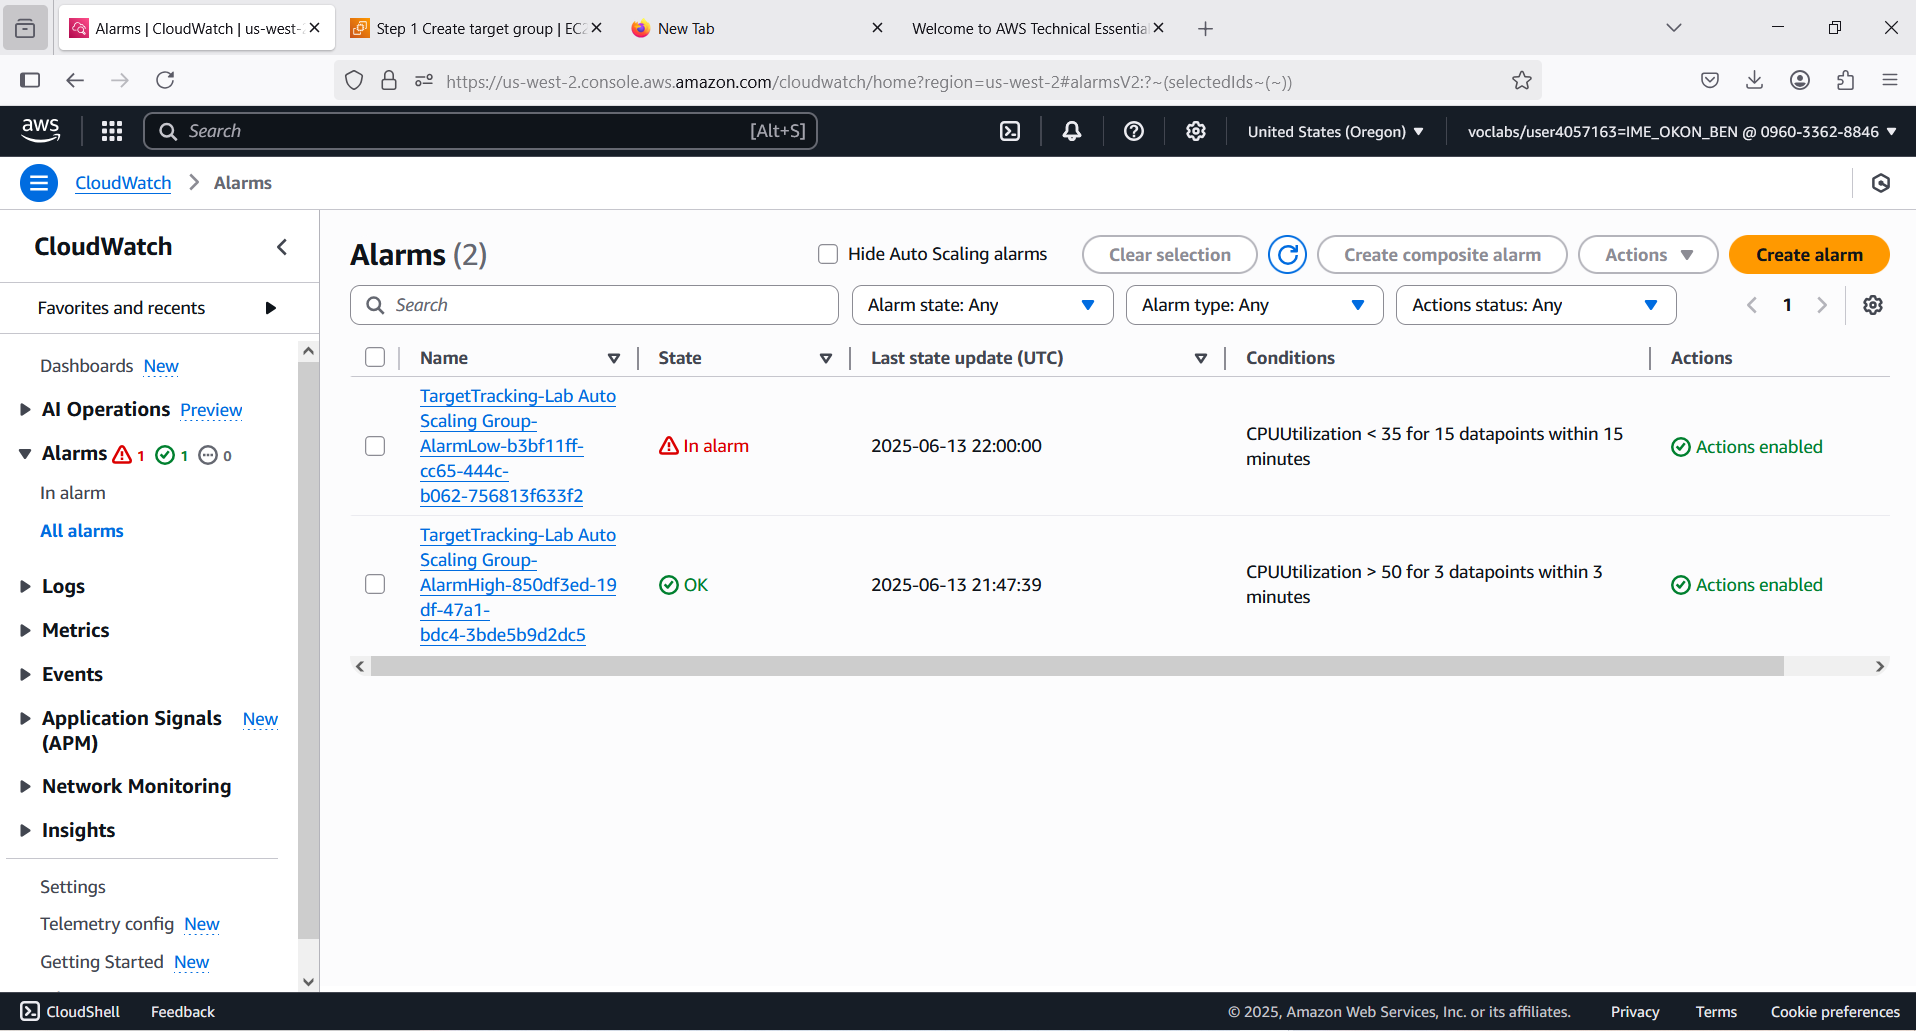 Alarms | CloudWatch | us-west-2
Step 1 Create target group | EC2
New Tab
Welcome to AWS Technical Essentia
https://us-west-2.console.aws.amazon.com/cloudwatch/home?region=us-west-2#alarmsV2:?~(selectedIds~(~))
aws
Search
[Alt+S]
United States (Oregon)
voclabs/user4057163=IME_OKON_BEN @ 0960-3362-8846
CloudWatch
Alarms
CloudWatch
Favorites and recents
Dashboards New
AI Operations Preview
Alarms 1 1 0
In alarm
All alarms
Logs
Metrics
Events
Application Signals New
(APM)
Network Monitoring
Insights
Settings
Telemetry config New
Getting Started New
Alarms (2)
Hide Auto Scaling alarms
Clear selection
Create composite alarm
Actions
Create alarm
Search
Alarm state: Any
Alarm type: Any
Actions status: Any
1
Name
State
Last state update (UTC)
Conditions
Actions
TargetTracking-Lab Auto
Scaling Group-
AlarmLow-b3bf11ff-
cc65-444c-
b062-756813f633f2
In alarm
2025-06-13 22:00:00
CPUUtilization < 35 for 15 datapoints within 15
minutes
Actions enabled
TargetTracking-Lab Auto
Scaling Group-
AlarmHigh-850df3ed-19
df-47a1-
bdc4-3bde5b9d2dc5
OK
2025-06-13 21:47:39
CPUUtilization > 50 for 3 datapoints within 3
minutes
Actions enabled
CloudShell
Feedback
© 2025, Amazon Web Services, Inc. or its affiliates.
Privacy
Terms
Cookie preferences